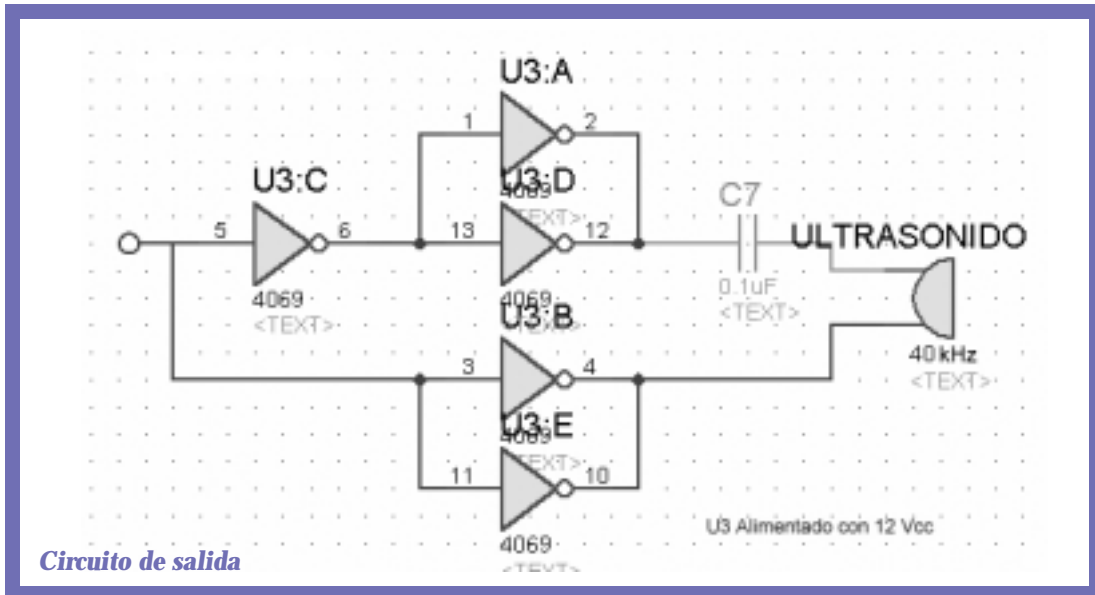 U3:A
1
2
4069
<TEXT>
U3:C
5
6
4069
<TEXT>
U3:D
13
12
4069
<TEXT>
C7
0.1uF
<TEXT>
ULTRASONIDO
40kHz
<TEXT>
U3:B
3
4
4069
<TEXT>
U3:E
11
10
4069
<TEXT>
U3 Alimentado con 12 Vcc
Circuito de salida